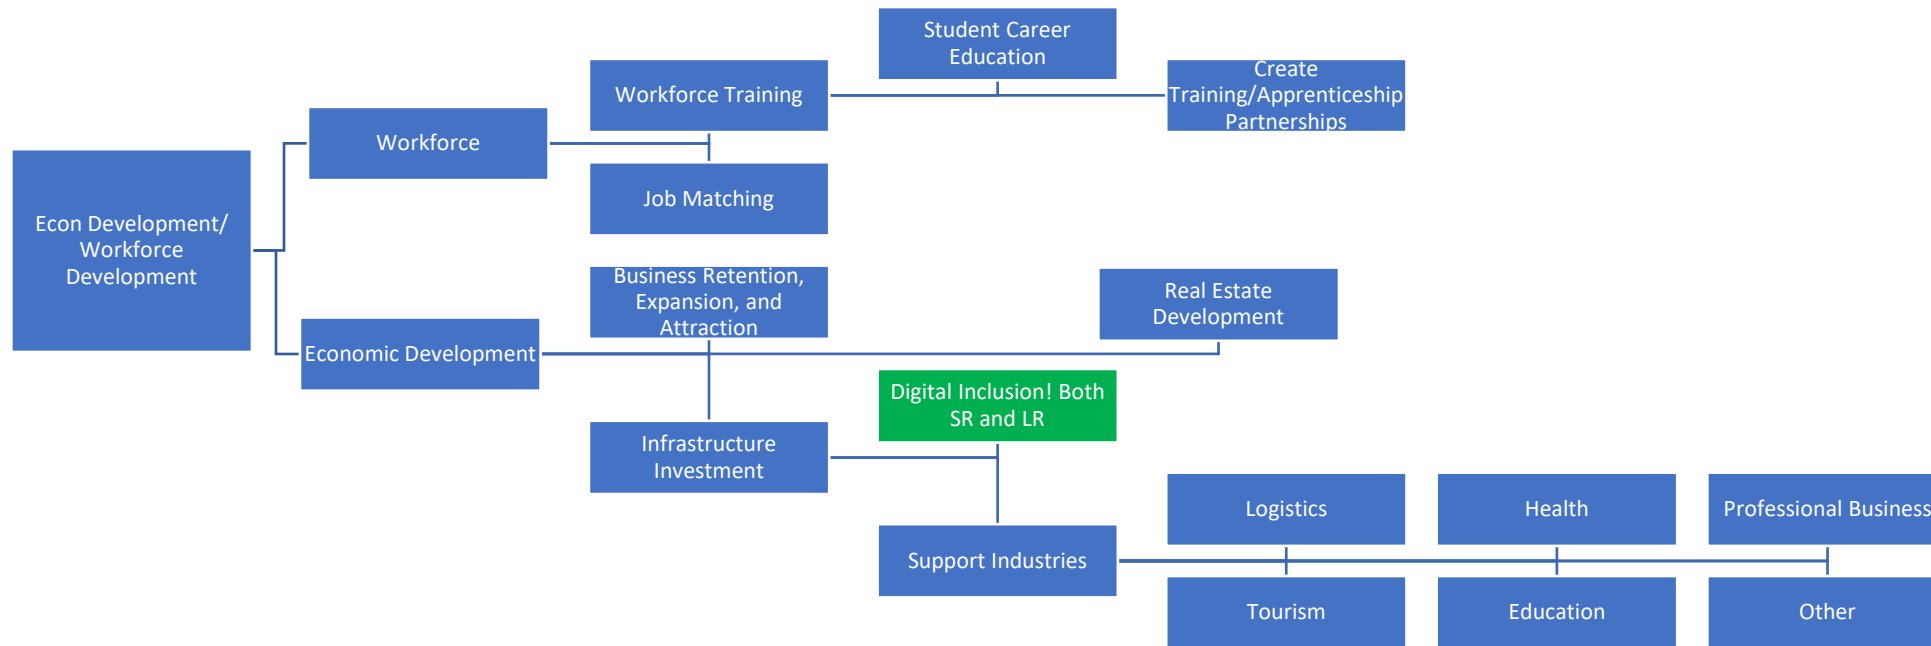 Student Career
Education
Workforce Training
Create
Training/Apprenticeship
Partnerships
Workforce
Job Matching
Econ Development/
Workforce
Development
Business Retention,
Expansion, and
Attraction
Real Estate
Development
Economic Development
Digital Inclusion! Both
SR and LR
Infrastructure
Investment
Logistics
Health
Professional Business
Support Industries
Tourism
Education
Other